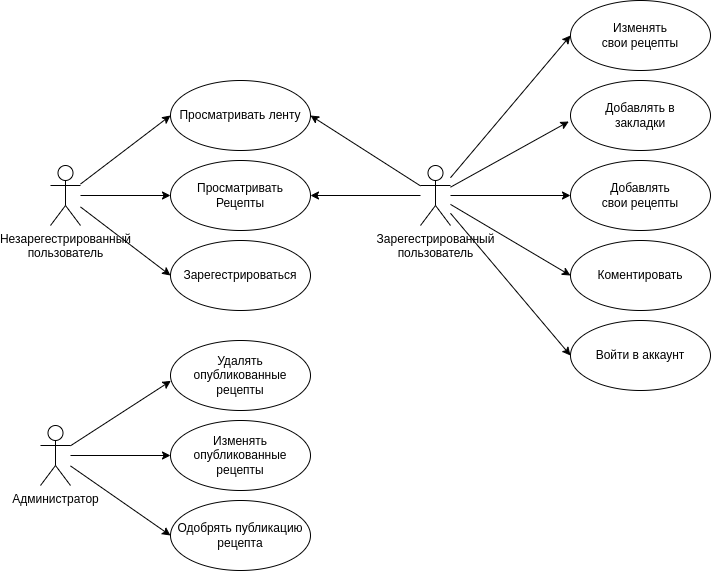 Изменять
свои рецепты
Просматривать ленту
Добавлять в
закладки
Просматривать
Рецепты
Добавлять
свои рецепты
Незарегестрированный
пользователь
Зарегестрированный
пользователь
Зарегестрироваться
Коментировать
Удалять
опубликованные
рецепты
Войти в аккаунт
Изменять
опубликованные
рецепты
Администратор
Одобрять публикацию
рецепта